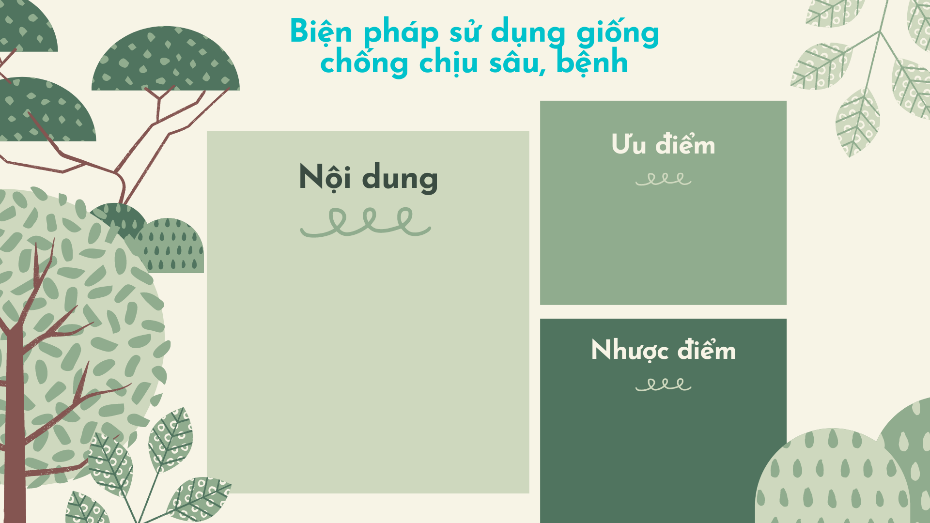 Biện pháp sử dụng giống
chống chịu sâu, bệnh
Nội dung
Ưu điểm
Nhược điểm